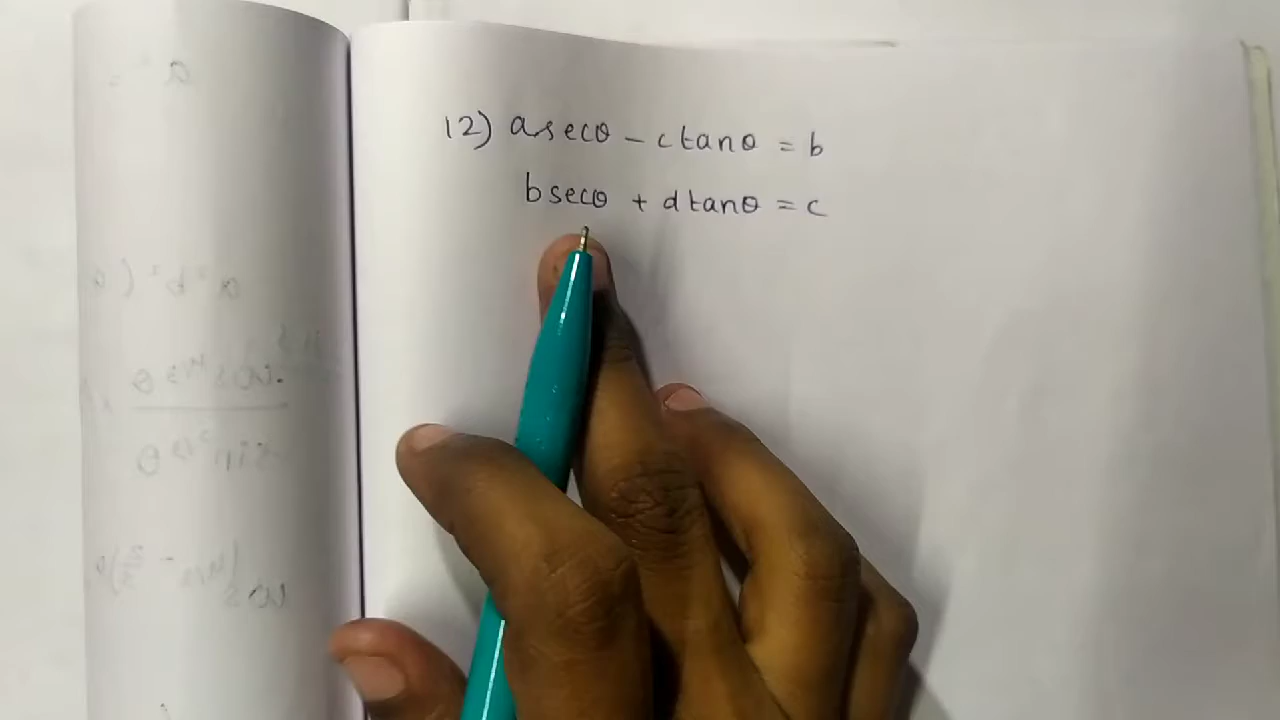 12) a secθ – c tanθ = b
b secθ + d tanθ = c